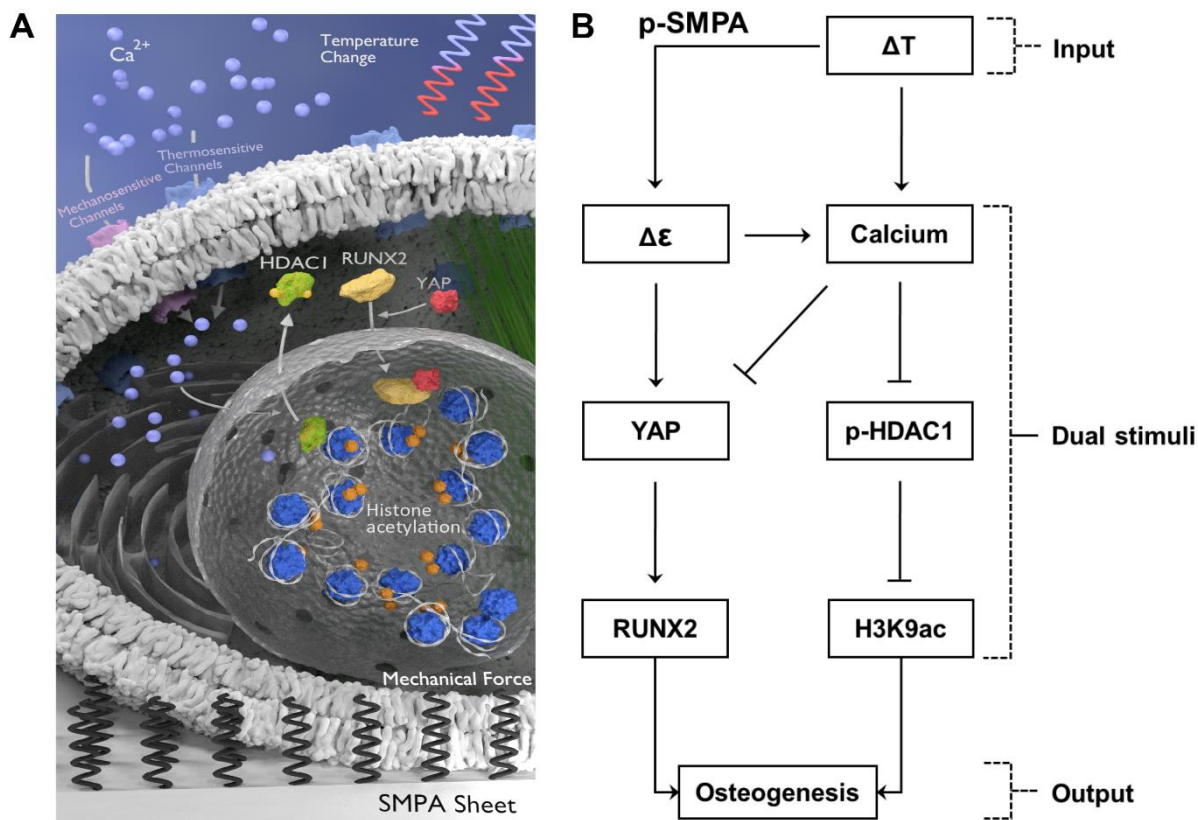 A
Ca2+
Temperature
Change
Thermosensitive
Channels
Mechanosensitive
Channels
HDAC1
RUNX2
YAP
Histone
acetylation
Mechanical Force
SMPA Sheet
B
p-SMPA
ΔT
Input
Δε
Calcium
YAP
p-HDAC1
Dual stimuli
RUNX2
H3K9ac
Osteogenesis
Output